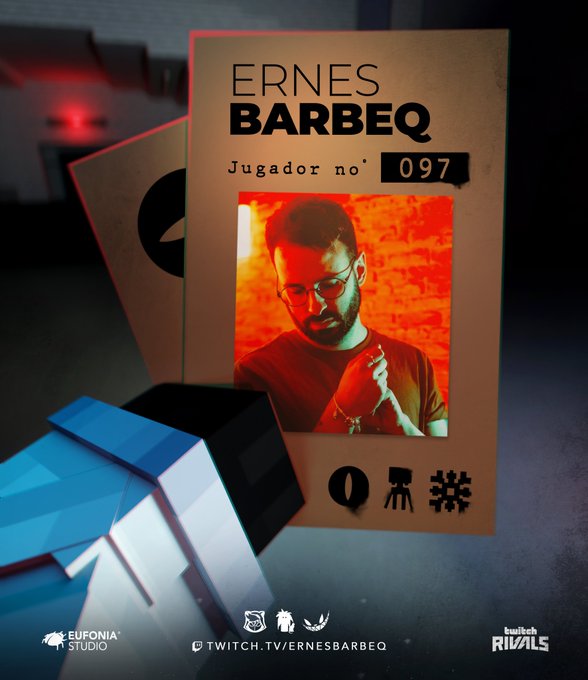 ERNES
BARBEQ
Jugador no° 097
EUFONIA®
STUDIO
TWITCH.TV/ERNESBARBEQ
twitch
RIVALS